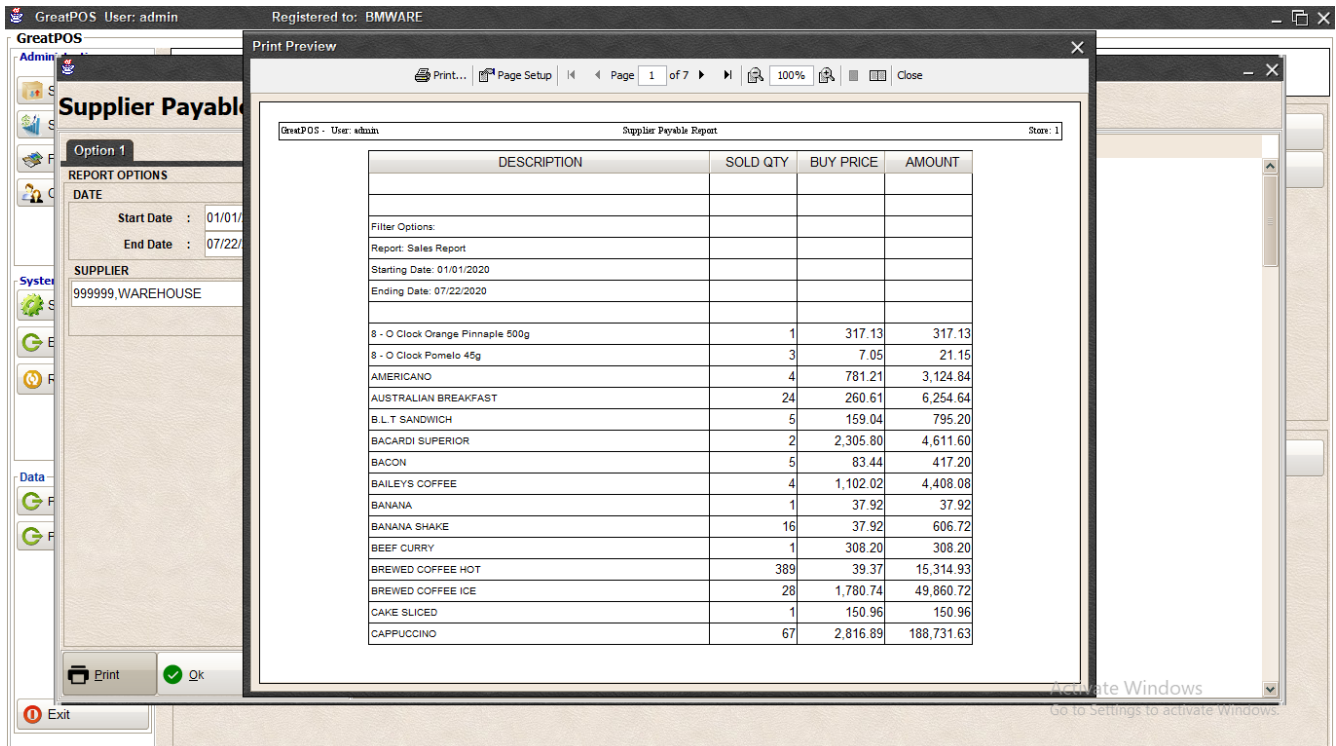 GreatPOS User: admin Registered to: BMWARE
GreatPOS
Print Preview
Print... Page Setup Page 1 of 7 100% Close
Supplier Payable
Option 1
REPORT OPTIONS
DATE
Start Date : 01/01/
End Date : 07/22/
SUPPLIER
999999,WAREHOUSE
System
Data
Print Ok
Exit
GreatPOS - User: admin Supplier Payable Report Store: 1
DESCRIPTION SOLD QTY BUY PRICE AMOUNT
Filter Options:
Report: Sales Report
Starting Date: 01/01/2020
Ending Date: 07/22/2020
8 - O Clock Orange Pinnaple 500g 1 317.13 317.13
8 - O Clock Pomelo 45g 3 7.05 21.15
AMERICANO 4 781.21 3,124.84
AUSTRALIAN BREAKFAST 24 260.61 6,254.64
B.L.T SANDWICH 5 159.04 795.20
BACARDI SUPERIOR 2 2,305.80 4,611.60
BACON 5 83.44 417.20
BAILEYS COFFEE 4 1,102.02 4,408.08
BANANA 1 37.92 37.92
BANANA SHAKE 16 37.92 606.72
BEEF CURRY 1 308.20 308.20
BREWED COFFEE HOT 389 39.37 15,314.93
BREWED COFFEE ICE 28 1,780.74 49,860.72
CAKE SLICED 1 150.96 150.96
CAPPUCCINO 67 2,816.89 188,731.63
Activate Windows
Go to Settings to activate Windows.